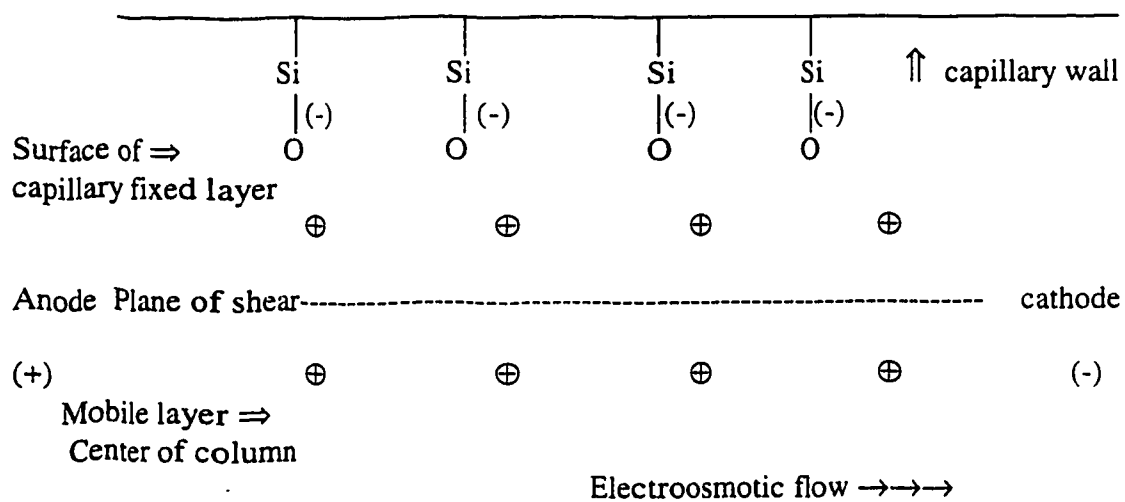 Si Si Si Si ⇑ capillary wall
(-) (-) (-) (-)
Surface of ⇒ O O O O
capillary fixed layer
⊕ ⊕ ⊕ ⊕
Anode Plane of shear-------------------------------------------------------- cathode
(+) ⊕ ⊕ ⊕ ⊕ (-)
Mobile layer ⇒
Center of column
Electroosmotic flow →→→